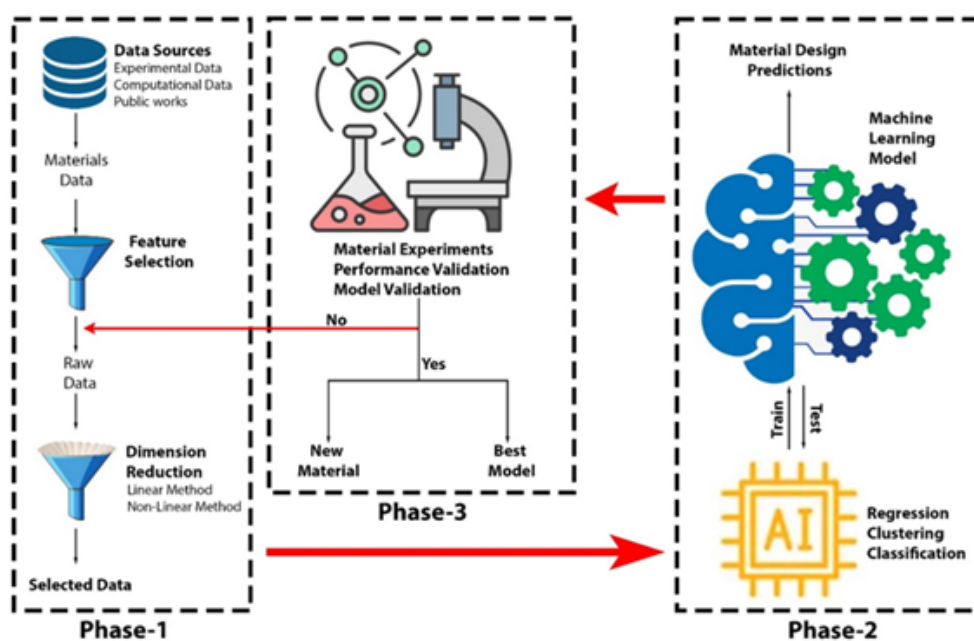 Data Sources
Experimental Data
Computational Data
Public works
Materials
Data
Feature
Selection
Raw
Data
Dimension
Reduction
Linear Method
Non-Linear Method
Selected Data
Phase-1
Material Experiments
Performance Validation
Model Validation
No
Yes
New
Material
Best
Model
Phase-3
Material Design
Predictions
Machine
Learning
Model
Train
Test
AI
Regression
Clustering
Classification
Phase-2